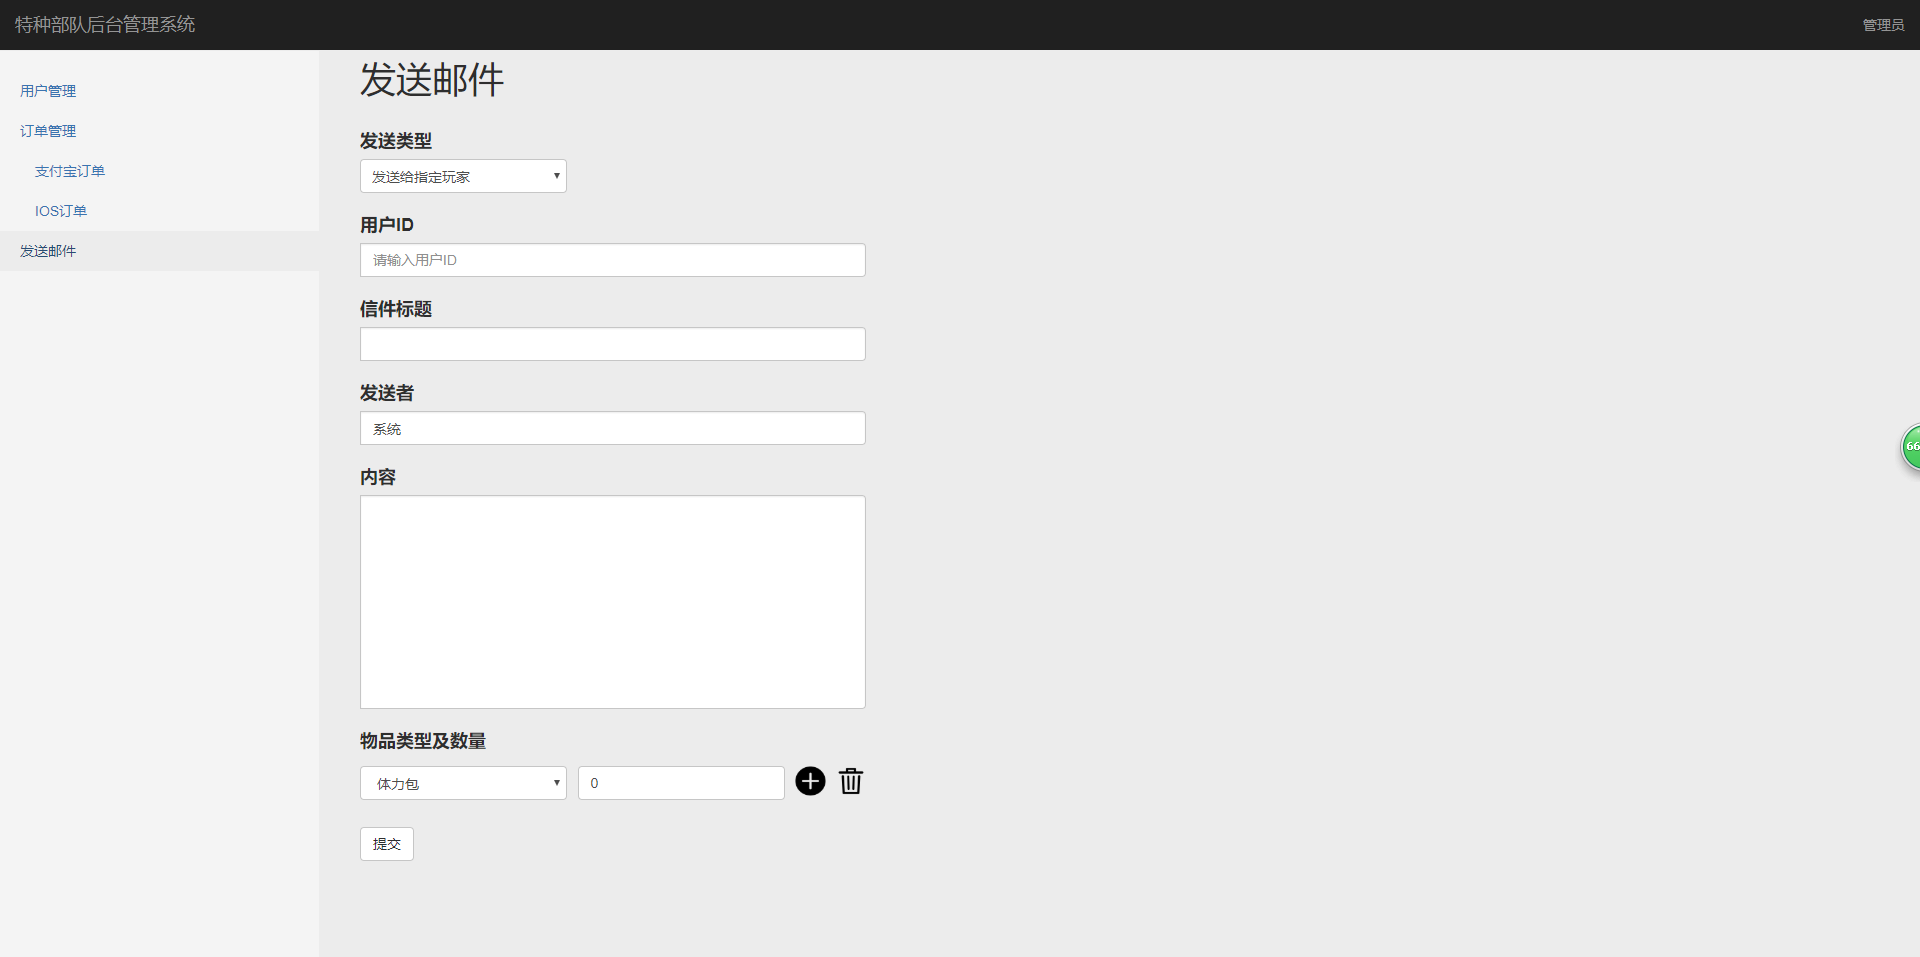 特种部队后台管理系统
管理员
用户管理
订单管理
支付宝订单
IOS订单
发送邮件
发送邮件
发送类型
发送给指定玩家
用户ID
请输入用户ID
信件标题
发送者
系统
内容
物品类型及数量
体力包
0
提交
66